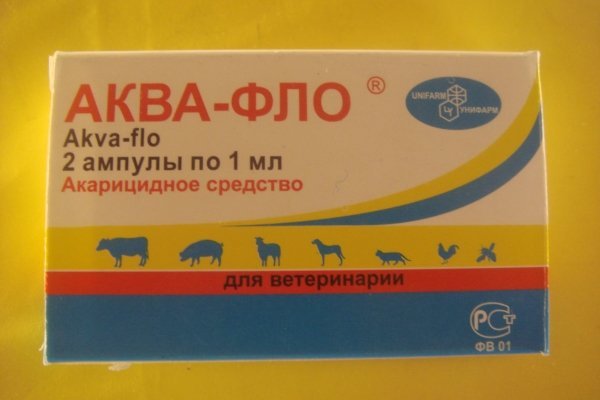 АКВА-ФЛО ®
Akva-flo
2 ампулы по 1 мл
Акарицидное средство
UNIFARM
УНИФАРМ
для ветеринарии
РСТ
ФВ 01